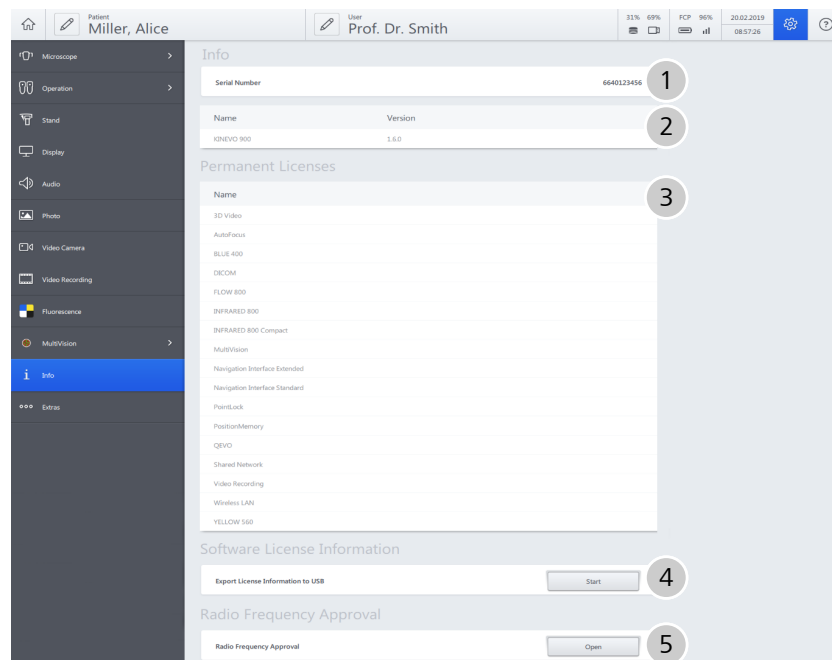 Patient
Miller, Alice
User
Prof. Dr. Smith
31% 69%
FCP 96%
20.02.2019
08:57:26
?
Microscope
Operation
Stand
Display
Audio
Photo
Video Camera
Video Recording
Fluorescence
MultiVision
i Info
Extras
Info
Serial Number 6640123456 1
Name Version 2
KINEVO 900 1.6.0
Permanent Licenses
Name 3
3D Video
AutoFocus
BLUE 400
DICOM
FLOW 800
INFRARED 800
INFRARED 800 Compact
MultiVision
Navigation Interface Extended
Navigation Interface Standard
PointLock
PositionMemory
QEVO
Shared Network
Video Recording
Wireless LAN
YELLOW 560
Software License Information
Export License Information to USB Start 4
Radio Frequency Approval
Radio Frequency Approval Open 5